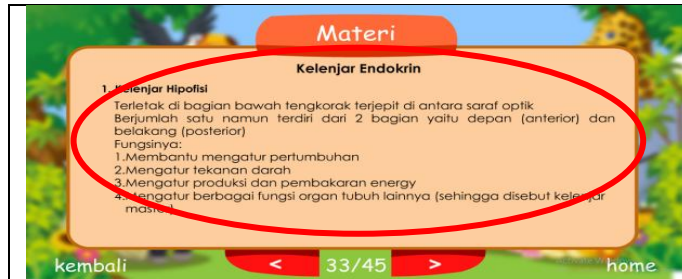 Materi
Kelenjar Endokrin
1. Kelenjar Hipofisi
Terletak di bagian bawah tengkorak terjepit di antara saraf optik
Berjumlah satu namun terdiri dari 2 bagian yaitu depan (anterior) dan
belakang (posterior)
Fungsinya:
1.Membantu mengatur pertumbuhan
2.Mengatur tekanan darah
3.Mengatur produksi dan pembakaran energy
4.Mengatur berbagai fungsi organ tubuh lainnya (sehingga disebut kelenjar
master)
kembali < 33/45 > home